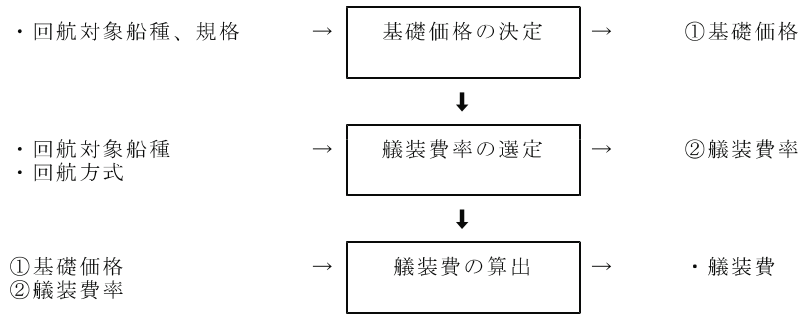 ・回航対象船種、規格 → 基礎価格の決定 → ①基礎価格
・回航対象船種 → 艤装費率の選定 → ②艤装費率
・回航方式
①基礎価格 → 艤装費の算出 → ・艤装費
②艤装費率